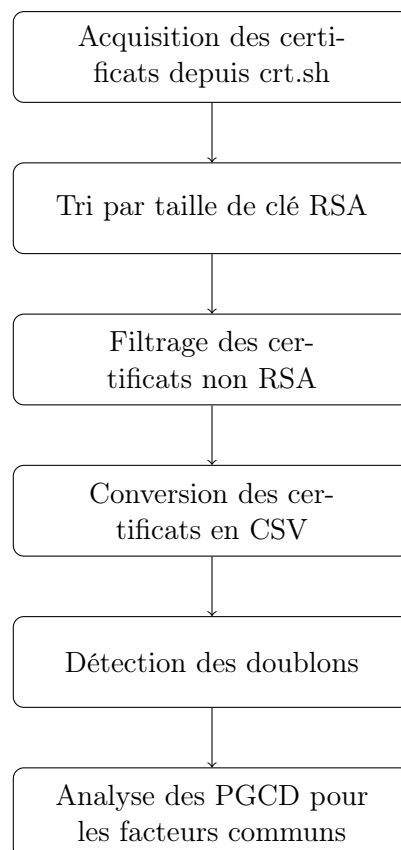 Acquisition des certi-
ficats depuis crt.sh
Tri par taille de clé RSA
Filtrage des cer-
tificats non RSA
Conversion des cer-
tificats en CSV
Détection des doublons
Analyse des PGCD pour
les facteurs communs